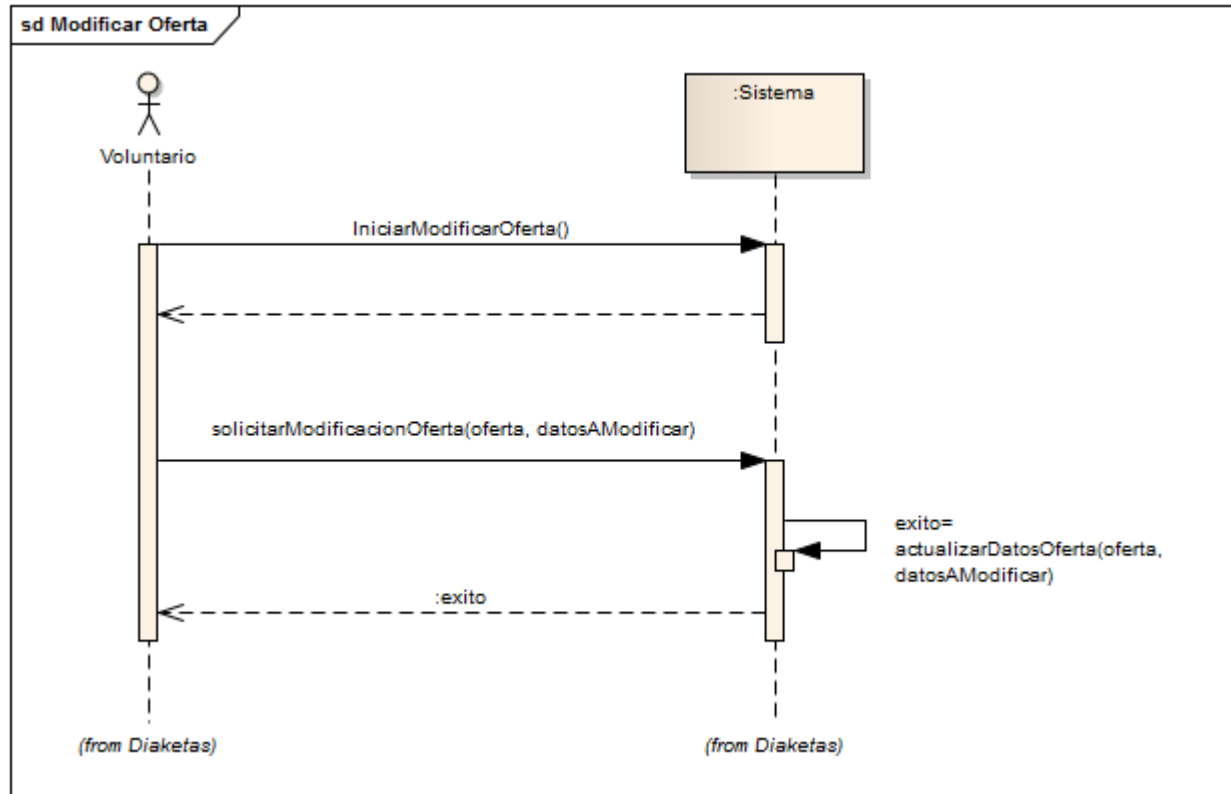 sd Modificar Oferta
:Sistema
Voluntario
IniciarModificarOferta()
solicitarModificacionOferta(oferta, datosAModificar)
exito=
actualizarDatosOferta(oferta,
datosAModificar)
:exito
(from Diaketas)
(from Diaketas)